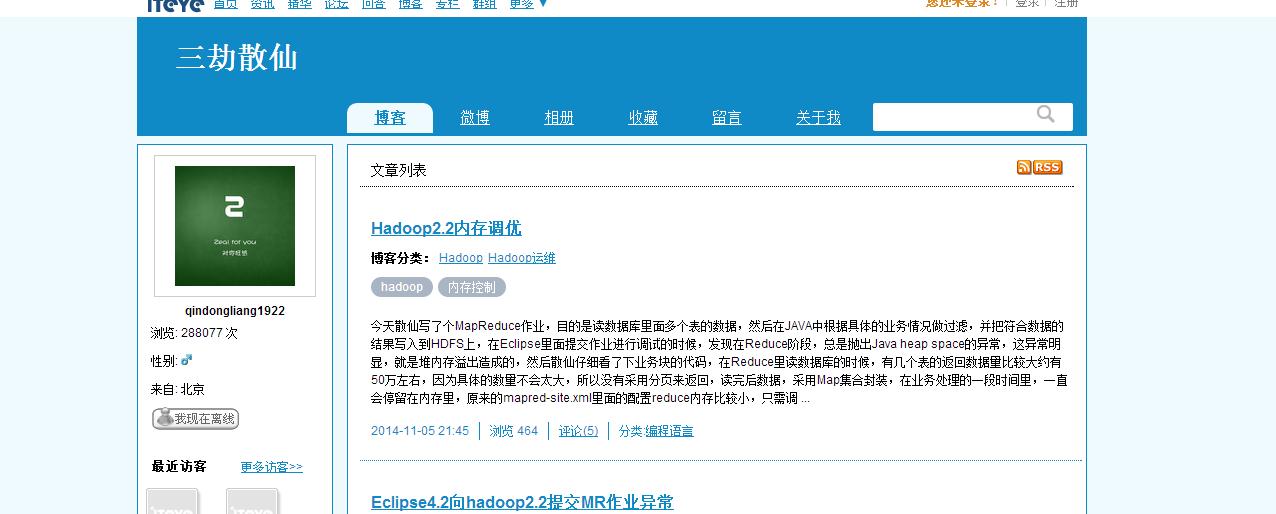 ITeye 首页 资讯 精华 论坛 问答 博客 专栏 群组 更多 ▼ 您还未登录 ! | 登录 | 注册
三劫散仙
博客 微博 相册 收藏 留言 关于我
2
Zeal for you
qindongliang1922
浏览: 288077 次
性别:
来自: 北京
我现在离线
最近访客 更多访客>>
ITeye ITeye
文章列表 RSS
Hadoop2.2内存调优
博客分类： Hadoop Hadoop运维
hadoop 内存控制
今天散仙写了个MapReduce作业，目的是读数据库里面多个表的数据，然后在JAVA中根据具体的业务情况做过滤，并把符合数据的
结果写入到HDFS上，在Eclipse里面提交作业进行调试的时候，发现在Reduce阶段，总是抛出Java heap space的异常，这异常明
显，就是堆内存溢出造成的，然后散仙仔细看了下业务块的代码，在Reduce里读数据库的时候，有几个表的返回数据量比较大约有
50万左右，因为具体的数量不会太大，所以没有采用分页来返回，读完后数据，采用Map集合封装，在业务处理的一段时间里，一直
会停留在内存里，原来的mapred-site.xml里面的配置reduce内存比较小，只需调 ...
2014-11-05 21:45 浏览 464 评论(5) 分类:编程语言
Eclipse4.2向hadoop2.2提交MR作业异常